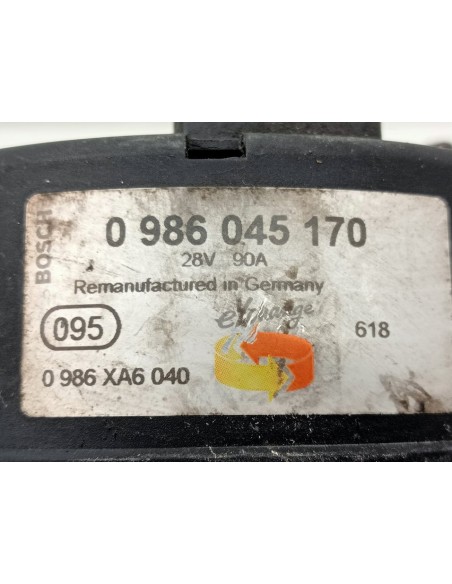 BOSCH
0 986 045 170
28V 90A
Remanufactured in Germany
exchange
095
618
0 986 XA6 040